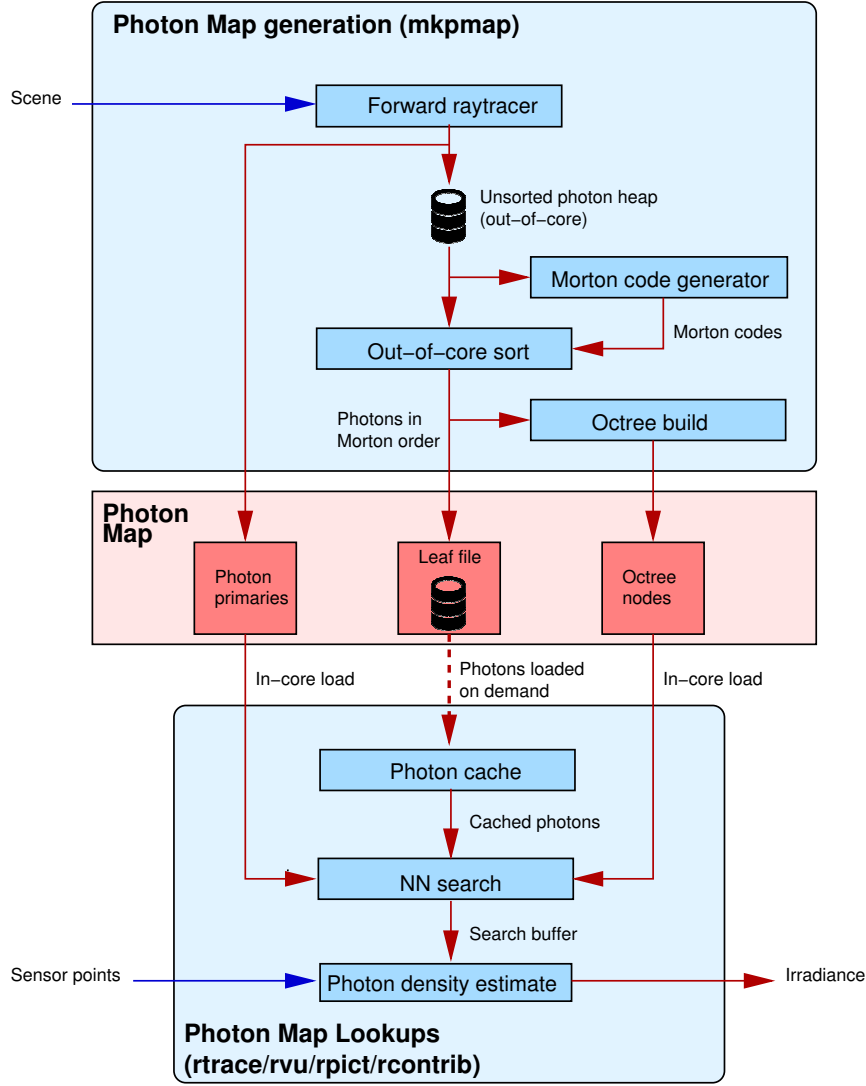 Photon Map generation (mkpmap)
Scene
Forward raytracer
Unsorted photon heap
(out−of−core)
Morton code generator
Morton codes
Out−of−core sort
Photons in
Morton order
Octree build
Photon
Map
Photon
primaries
Leaf file
Octree
nodes
In−core load
Photons loaded
on demand
In−core load
Photon cache
Cached photons
NN search
Search buffer
Sensor points
Photon density estimate
Irradiance
Photon Map Lookups
(rtrace/rvu/rpict/rcontrib)